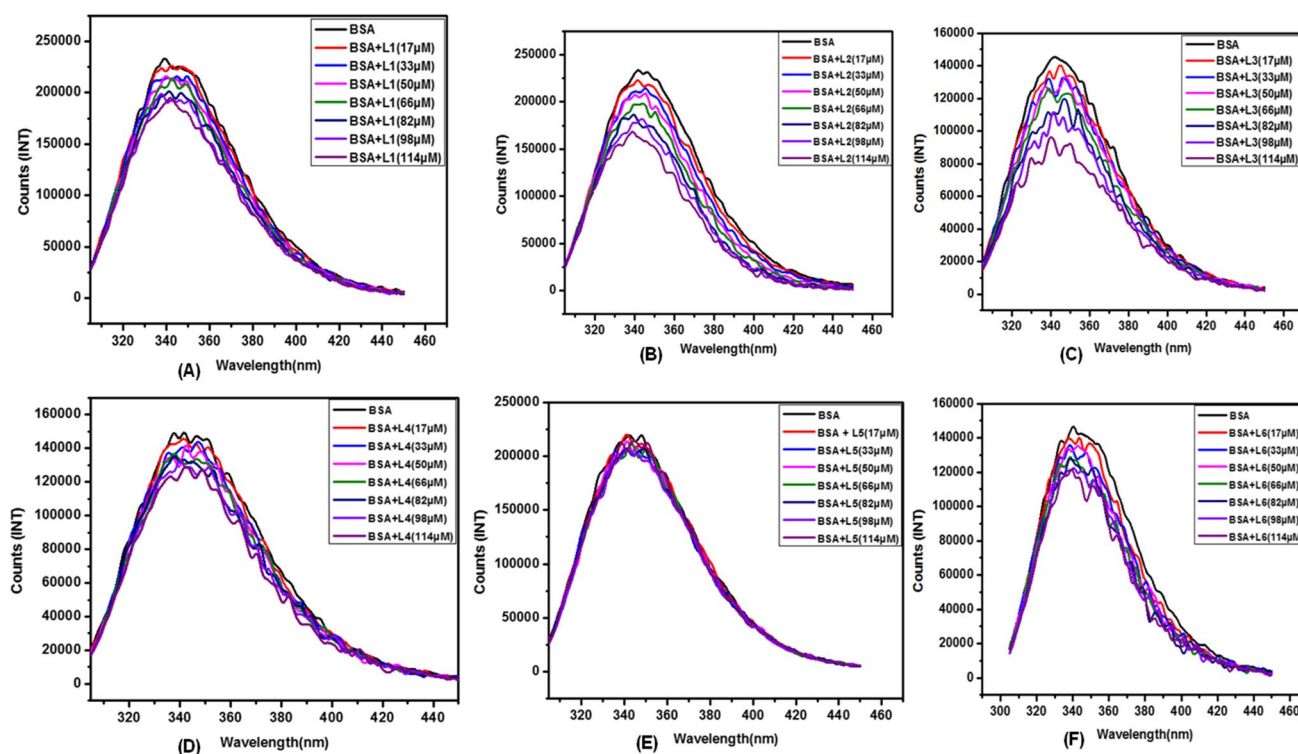 BSA
BSA+L1(17µM)
BSA+L1(33µM)
BSA+L1(50µM)
BSA+L1(66µM)
BSA+L1(82µM)
BSA+L1(98µM)
BSA+L1(114µM)
250000
200000
150000
100000
50000
0
Counts (INT)
320 340 360 380 400 420 440 460
Wavelength(nm)
(A)
BSA
BSA+L2(17µM)
BSA+L2(33µM)
BSA+L2(50µM)
BSA+L2(66µM)
BSA+L2(82µM)
BSA+L2(98µM)
BSA+L2(114µM)
250000
200000
150000
100000
50000
0
Counts (INT)
320 340 360 380 400 420 440 460
Wavelength(nm)
(B)
BSA
BSA+L3(17µM)
BSA+L3(33µM)
BSA+L3(50µM)
BSA+L3(66µM)
BSA+L3(82µM)
BSA+L3(98µM)
BSA+L3(114µM)
160000
140000
120000
100000
80000
60000
40000
20000
0
Counts (INT)
320 340 360 380 400 420 440 460
Wavelength(nm)
(C)
BSA
BSA+L4(17µM)
BSA+L4(33µM)
BSA+L4(50µM)
BSA+L4(66µM)
BSA+L4(82µM)
BSA+L4(98µM)
BSA+L4(114µM)
160000
140000
120000
100000
80000
60000
40000
20000
0
Counts (INT)
320 340 360 380 400 420 440
Wavelength(nm)
(D)
BSA
BSA + L5(17µM)
BSA+L5(33µM)
BSA+L5(50µM)
BSA+L5(66µM)
BSA+L5(82µM)
BSA+L5(98µM)
BSA+L5(114µM)
250000
200000
150000
100000
50000
0
Counts (INT)
320 340 360 380 400 420 440 460
Wavelength(nm)
(E)
BSA
BSA+L6(17µM)
BSA+L6(33µM)
BSA+L6(50µM)
BSA+L6(66µM)
BSA+L6(82µM)
BSA+L6(98µM)
BSA+L6(114µM)
160000
140000
120000
100000
80000
60000
40000
20000
0
Counts (INT)
300 320 340 360 380 400 420 440 460
Wavelength(nm)
(F)